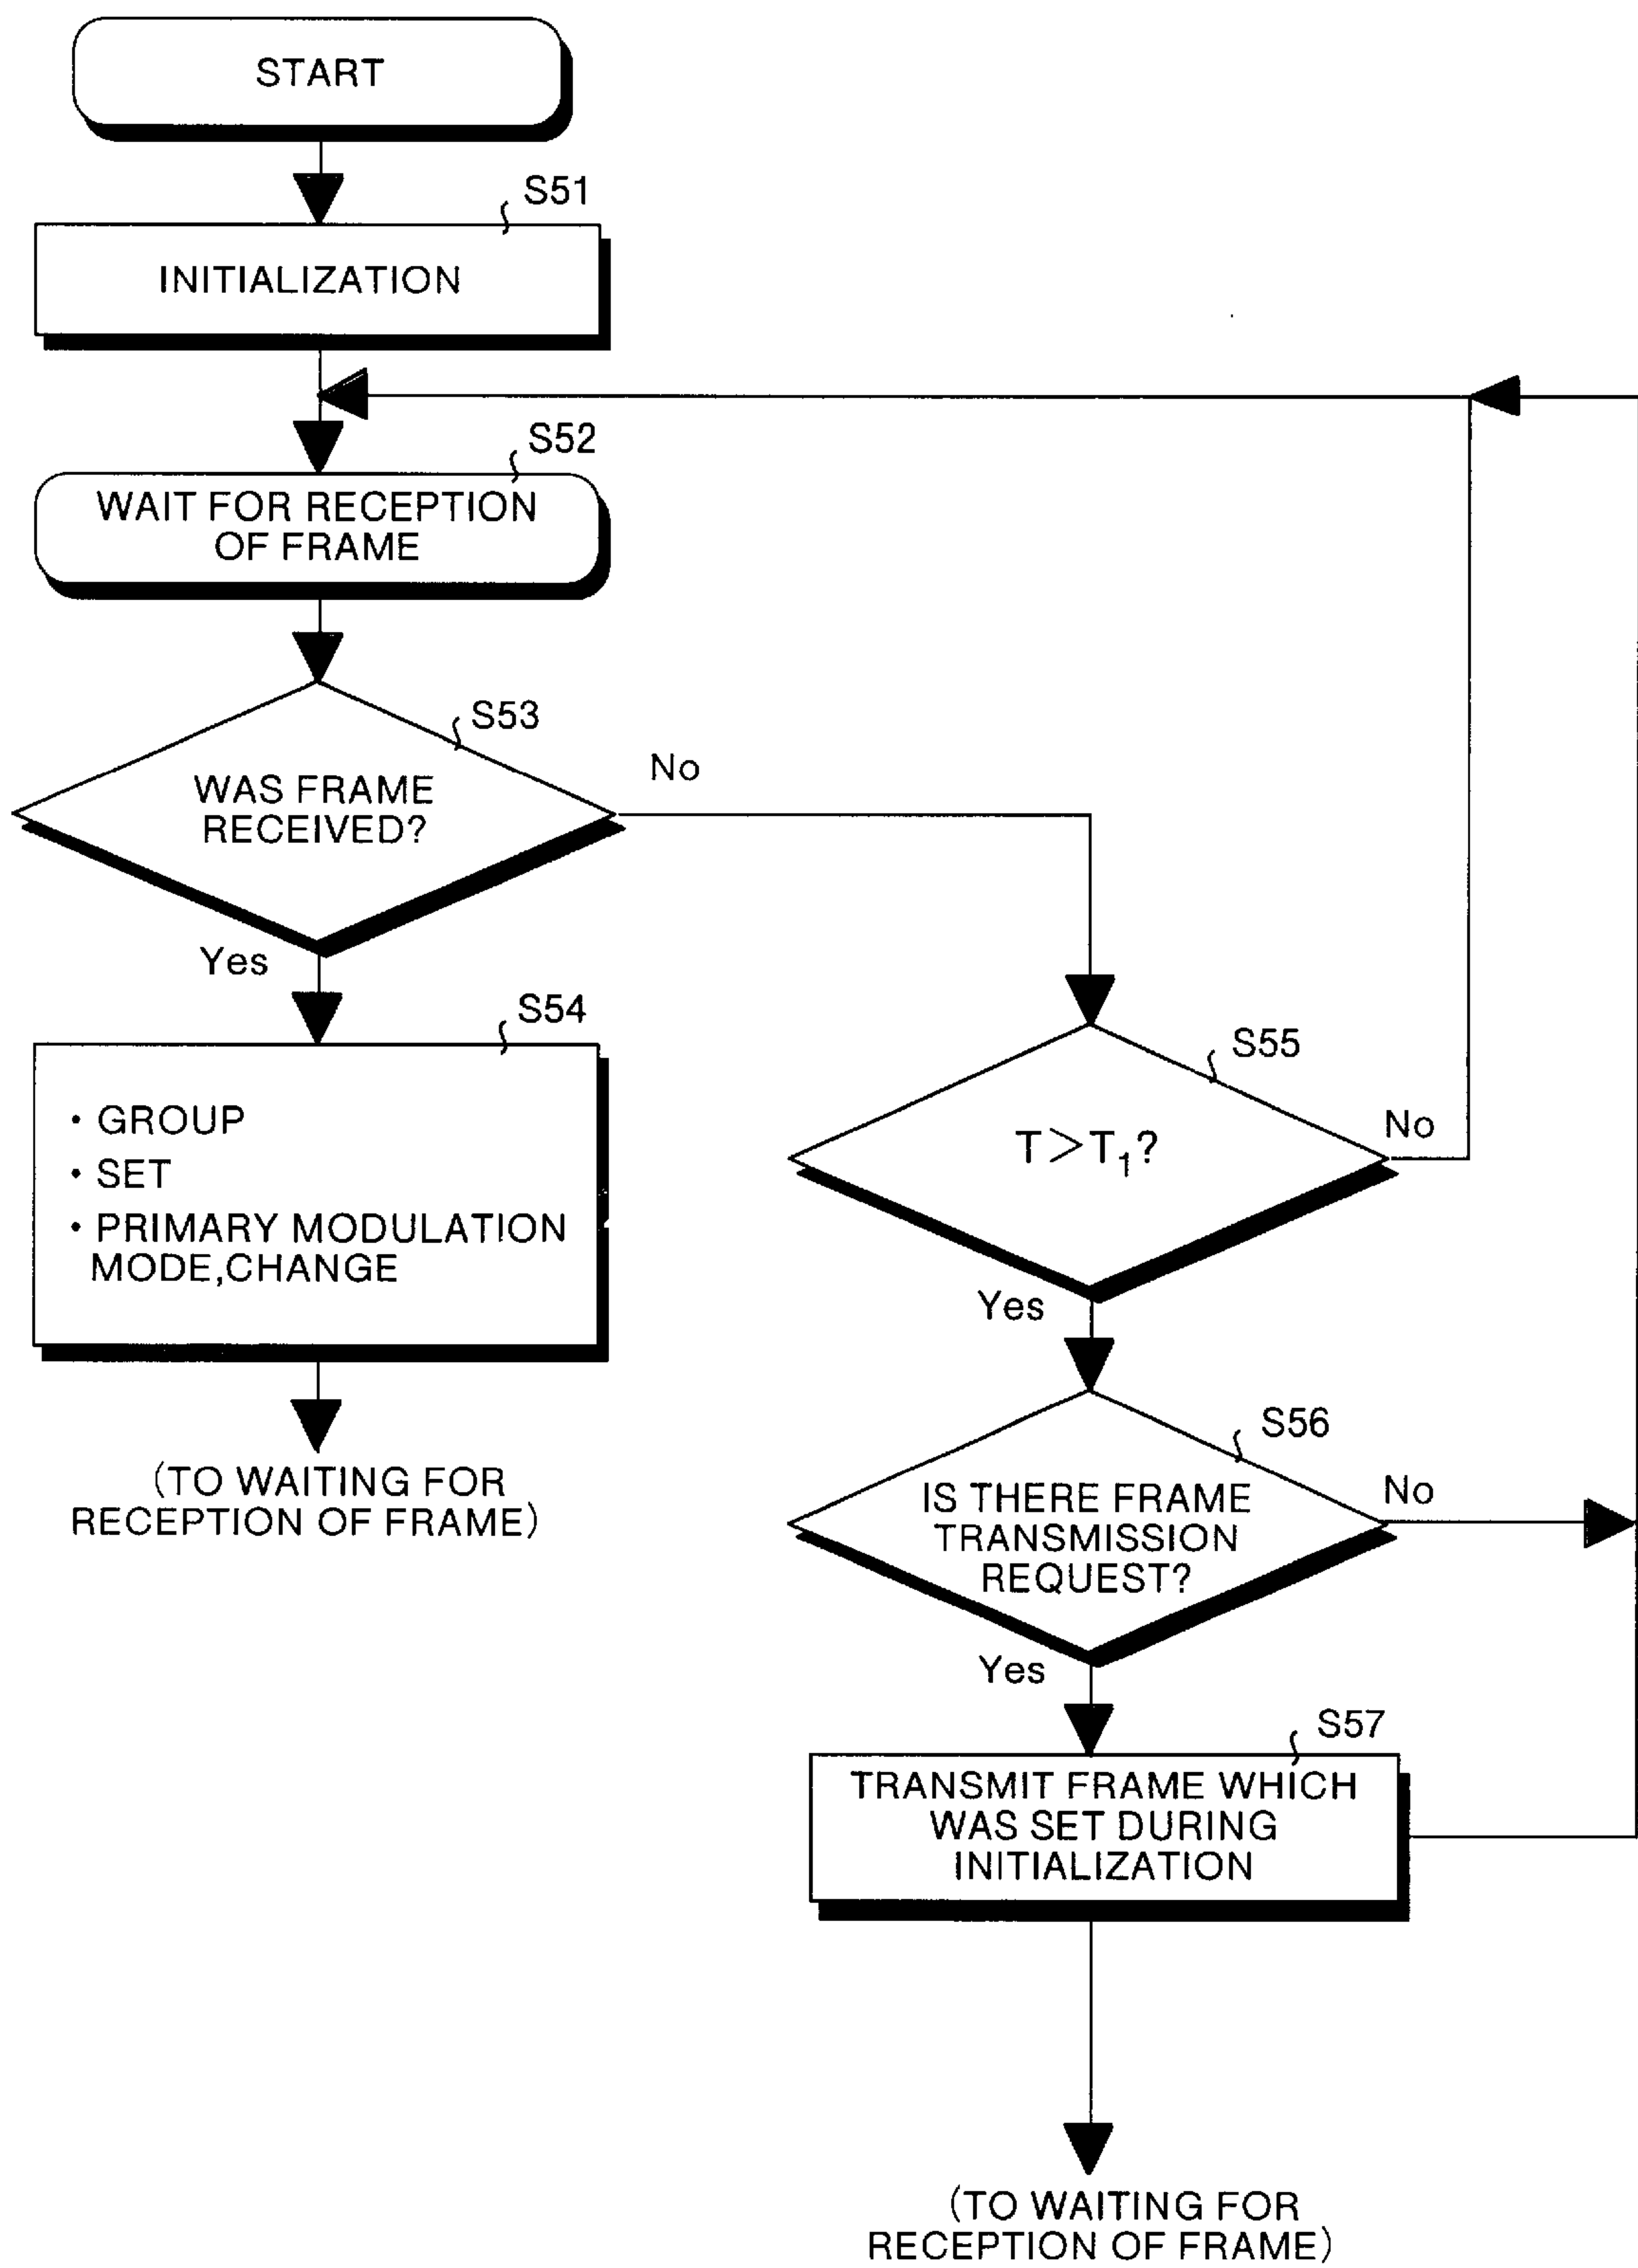 START
S51
INITIALIZATION
S52
WAIT FOR RECEPTION
OF FRAME
S53
WAS FRAME
RECEIVED?
No
Yes
S54
• GROUP
• SET
• PRIMARY MODULATION
MODE,CHANGE
(TO WAITING FOR
RECEPTION OF FRAME)
S55
T>T₁?
No
Yes
S56
IS THERE FRAME
TRANSMISSION
REQUEST?
No
Yes
S57
TRANSMIT FRAME WHICH
WAS SET DURING
INITIALIZATION
(TO WAITING FOR
RECEPTION OF FRAME)